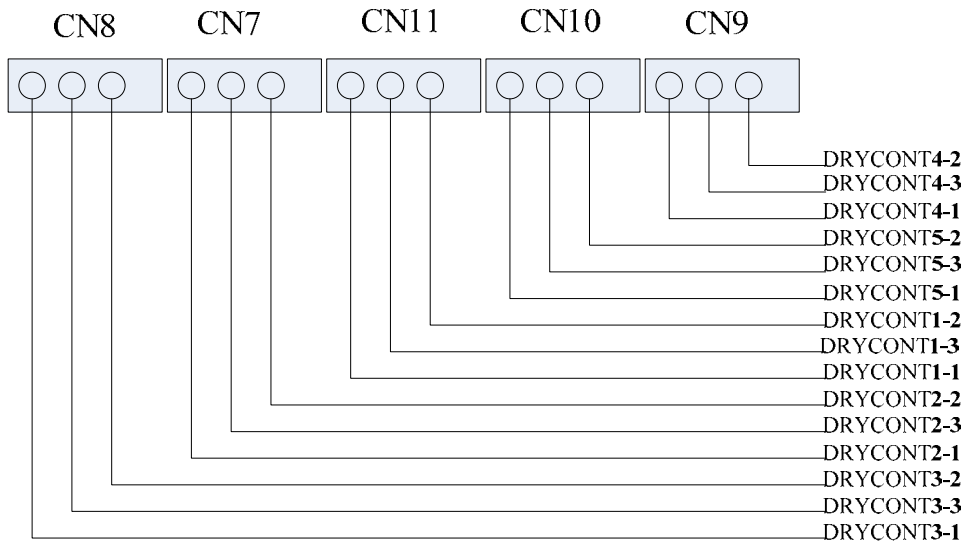 CN8 CN7 CN11 CN10 CN9
DRYCONT4-2
DRYCONT4-3
DRYCONT4-1
DRYCONT5-2
DRYCONT5-3
DRYCONT5-1
DRYCONT1-2
DRYCONT1-3
DRYCONT1-1
DRYCONT2-2
DRYCONT2-3
DRYCONT2-1
DRYCONT3-2
DRYCONT3-3
DRYCONT3-1